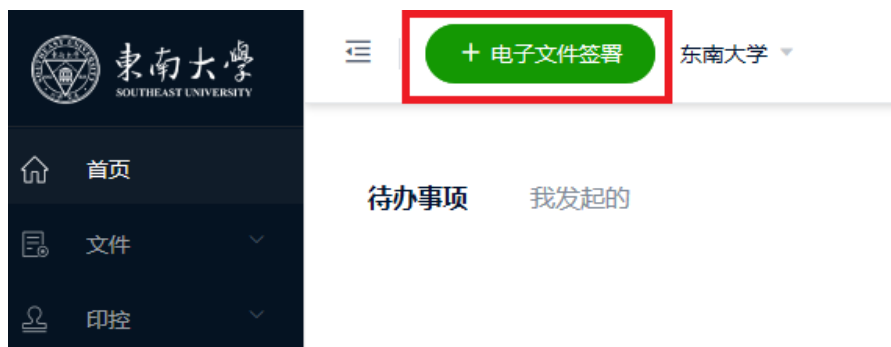 東南大學
SOUTHEAST UNIVERSITY
+ 电子文件签署
东南大学
首页
待办事项
我发起的
文件
印控